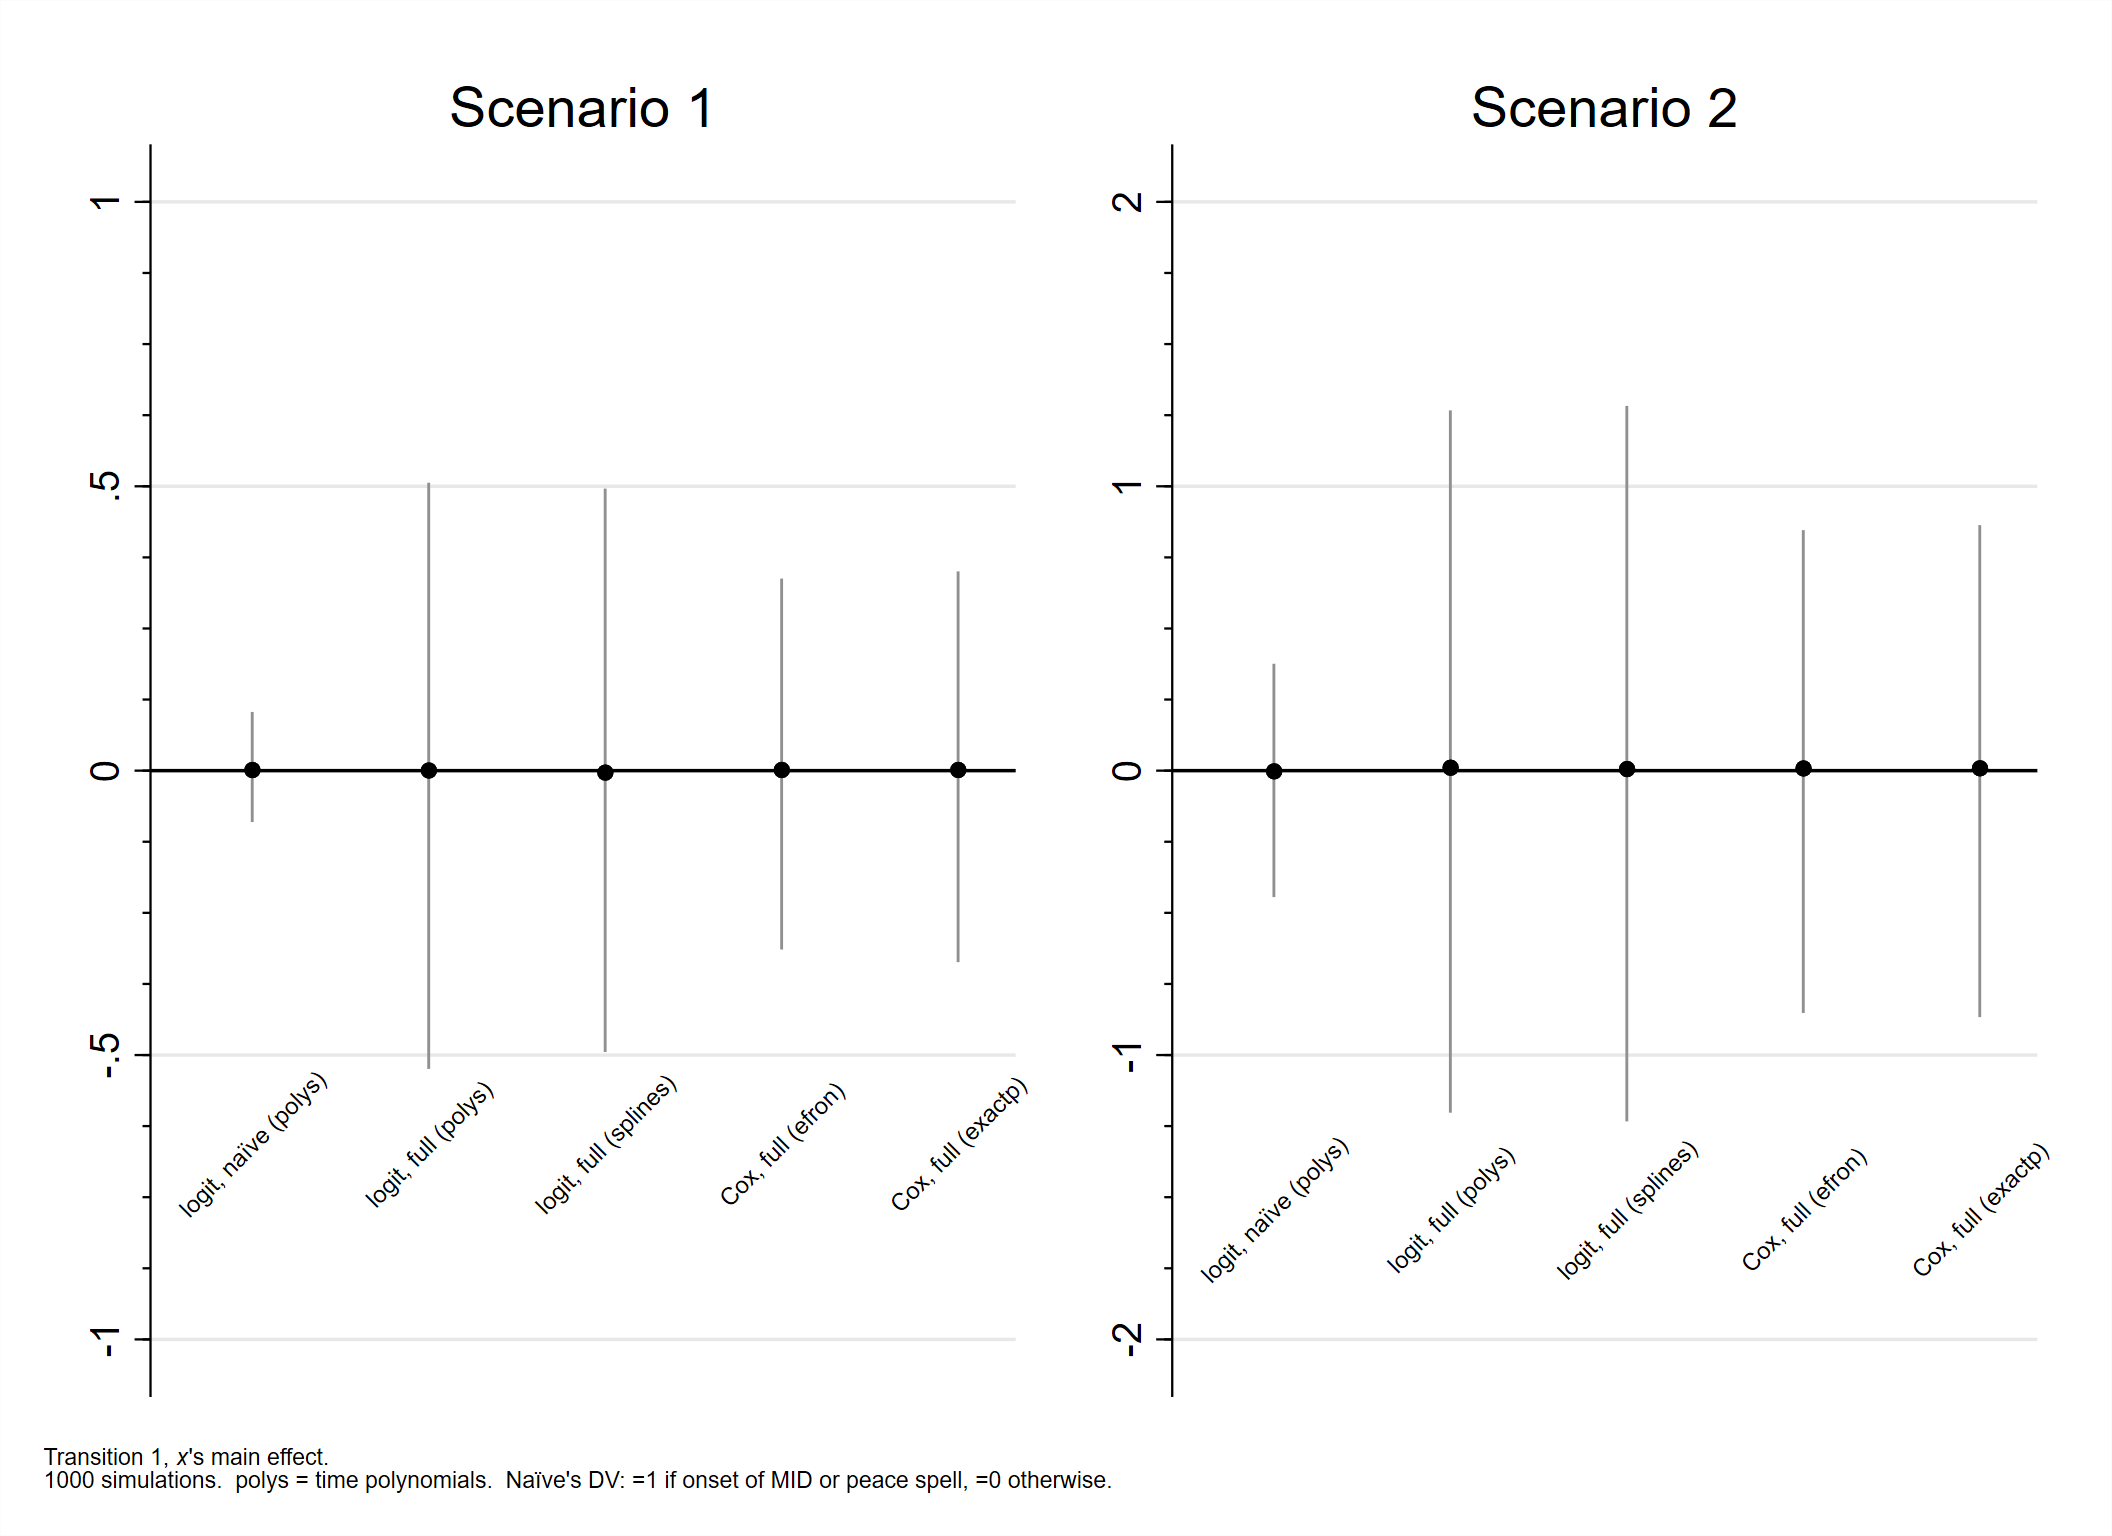 Scenario 1
1
.5
0
-.5
-1
logit, naïve (polys)
logit, full (polys)
logit, full (splines)
Cox, full (efron)
Cox, full (exactp)
Scenario 2
2
1
0
-1
-2
logit, naïve (polys)
logit, full (polys)
logit, full (splines)
Cox, full (efron)
Cox, full (exactp)
Transition 1, x's main effect.
1000 simulations.  polys = time polynomials.  Naïve's DV: =1 if onset of MID or peace spell, =0 otherwise.